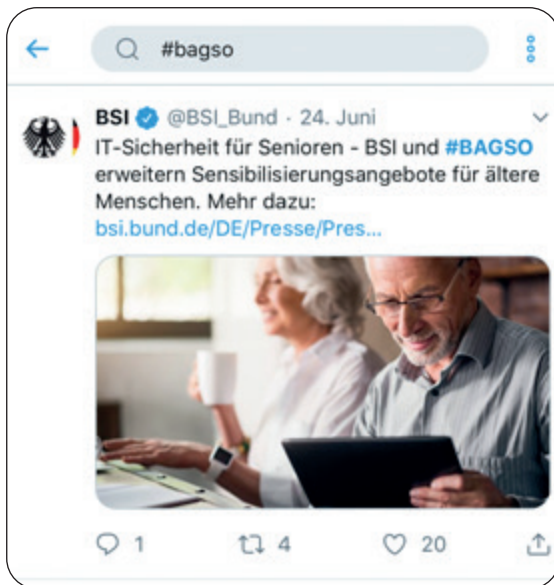 #bagso
BSI @BSI_Bund · 24. Juni
IT-Sicherheit für Senioren - BSI und #BAGSO
erweitern Sensibilisierungsangebote für ältere
Menschen. Mehr dazu:
bsi.bund.de/DE/Presse/Pres...
1 4 20